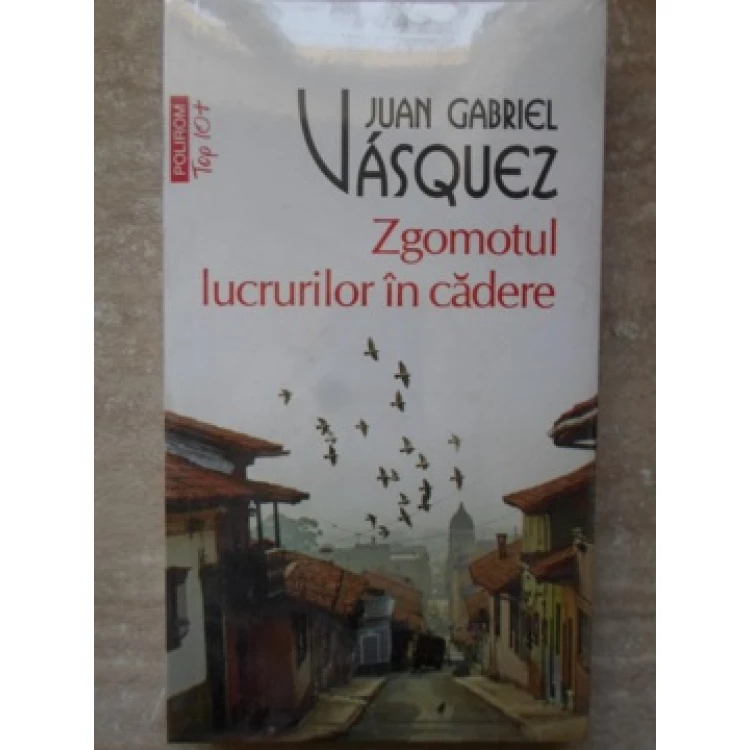 POLIROM
Top 10+
JUAN GABRIEL
VÁSQUEZ
Zgomotul
lucrurilor în cădere